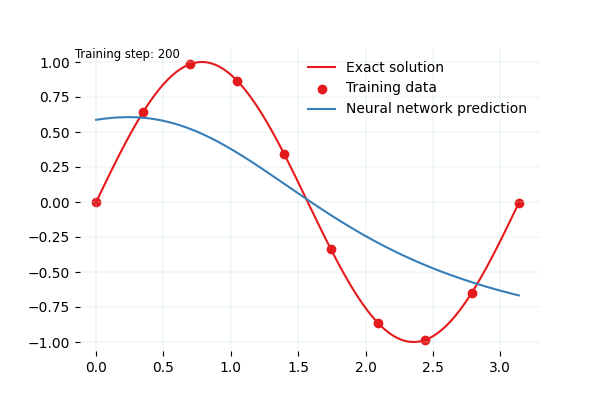 Training step: 200
Exact solution
Training data
Neural network prediction
1.00
0.75
0.50
0.25
0.00
−0.25
−0.50
−0.75
−1.00
0.0 0.5 1.0 1.5 2.0 2.5 3.0